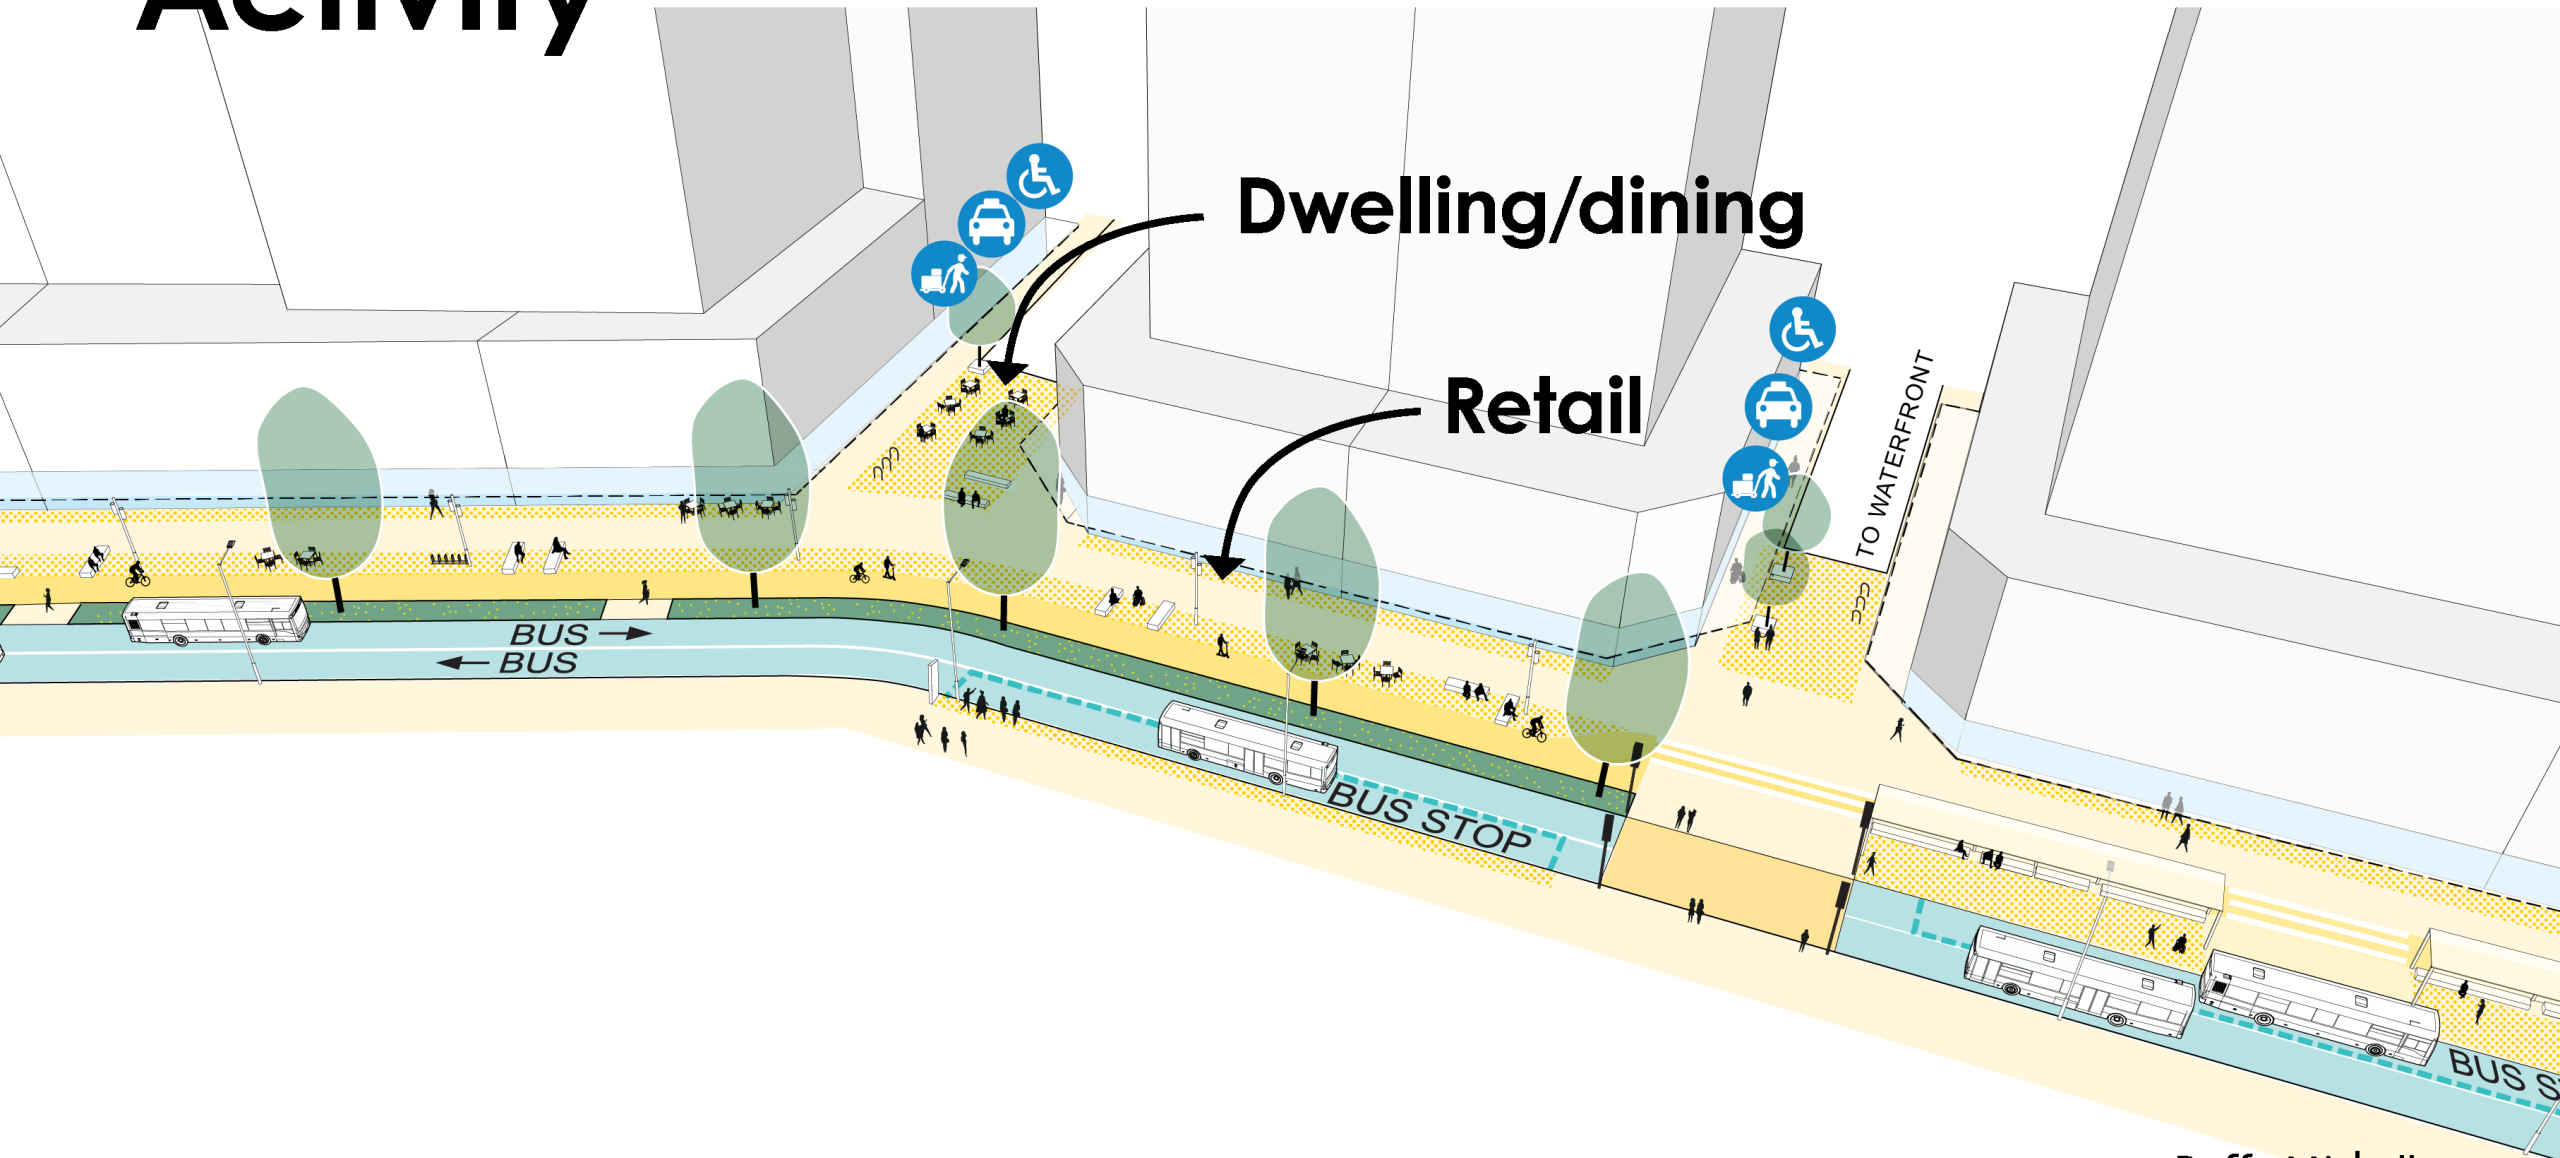 Activity
Dwelling/dining
Retail
TO WATERFRONT
BUS
BUS
BUS STOP
BUS S